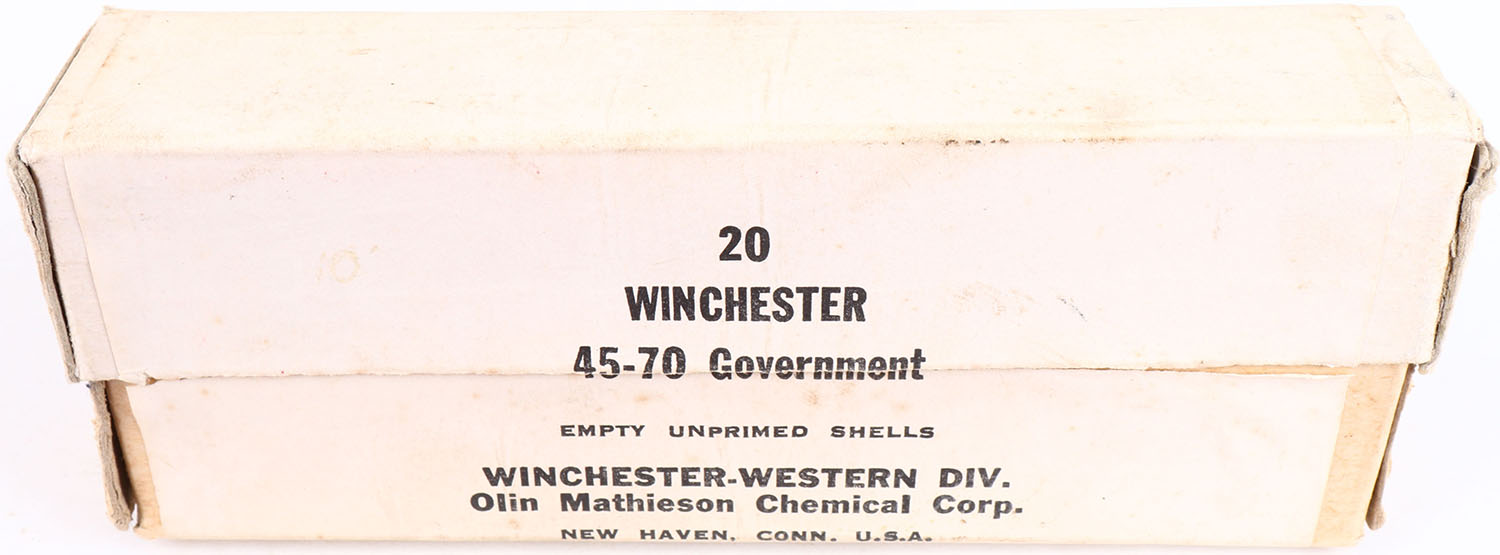 20
WINCHESTER
45-70 Government
EMPTY UNPRIMED SHELLS
WINCHESTER-WESTERN DIV.
Olin Mathieson Chemical Corp.
NEW HAVEN, CONN. U.S.A.